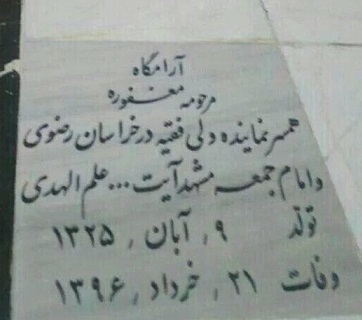 آرامگاه
مرحومه مغفوره
همسر نماینده ولی فقیه در خراسان رضوی
و امام جمعه مشهد آیت ... علم الهدی
تولد ۹ , آبان , ۱۳۲۵
وفات ۲۱ , خرداد , ۱۳۹۶